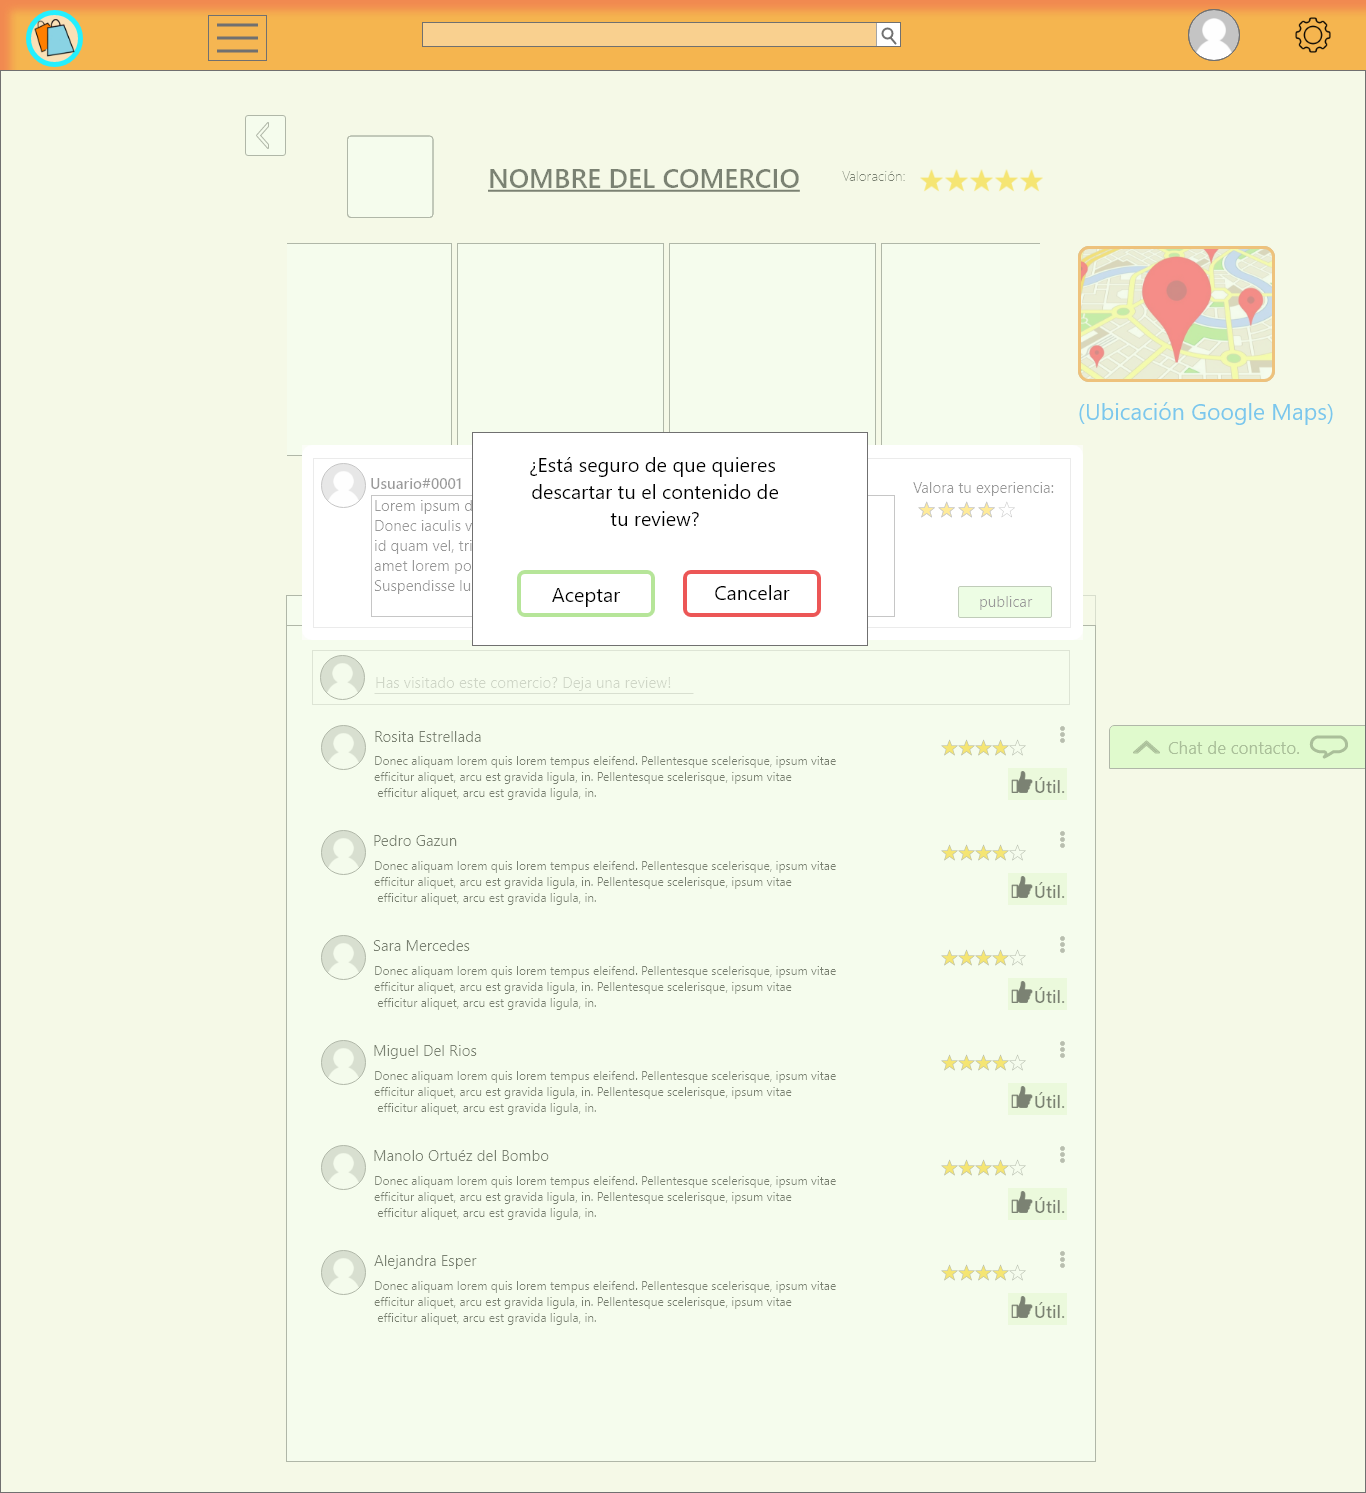 NOMBRE DEL COMERCIO
Valoración:
(Ubicación Google Maps)
¿Está seguro de que quieres
descartar tu el contenido de
tu review?
Aceptar
Cancelar
Usuario#0001
Lorem ipsum
Donec iaculis
id quam vel,
amet lorem
Suspendisse
Valora tu experiencia:
publicar
Has visitado este comercio? Deja una review!
Rosita Estrellada
Donec aliquam lorem quis lorem tempus eleifend. Pellentesque scelerisque, ipsum vitae
efficitur aliquet, arcu est gravida ligula, in. Pellentesque scelerisque, ipsum vitae
efficitur aliquet, arcu est gravida ligula, in.
Útil.
Chat de contacto.
Pedro Gazun
Donec aliquam lorem quis lorem tempus eleifend. Pellentesque scelerisque, ipsum vitae
efficitur aliquet, arcu est gravida ligula, in. Pellentesque scelerisque, ipsum vitae
efficitur aliquet, arcu est gravida ligula, in.
Útil.
Sara Mercedes
Donec aliquam lorem quis lorem tempus eleifend. Pellentesque scelerisque, ipsum vitae
efficitur aliquet, arcu est gravida ligula, in. Pellentesque scelerisque, ipsum vitae
efficitur aliquet, arcu est gravida ligula, in.
Útil.
Miguel Del Rios
Donec aliquam lorem quis lorem tempus eleifend. Pellentesque scelerisque, ipsum vitae
efficitur aliquet, arcu est gravida ligula, in. Pellentesque scelerisque, ipsum vitae
efficitur aliquet, arcu est gravida ligula, in.
Útil.
Manolo Ortuéz del Bombo
Donec aliquam lorem quis lorem tempus eleifend. Pellentesque scelerisque, ipsum vitae
efficitur aliquet, arcu est gravida ligula, in. Pellentesque scelerisque, ipsum vitae
efficitur aliquet, arcu est gravida ligula, in.
Útil.
Alejandra Esper
Donec aliquam lorem quis lorem tempus eleifend. Pellentesque scelerisque, ipsum vitae
efficitur aliquet, arcu est gravida ligula, in. Pellentesque scelerisque, ipsum vitae
efficitur aliquet, arcu est gravida ligula, in.
Útil.